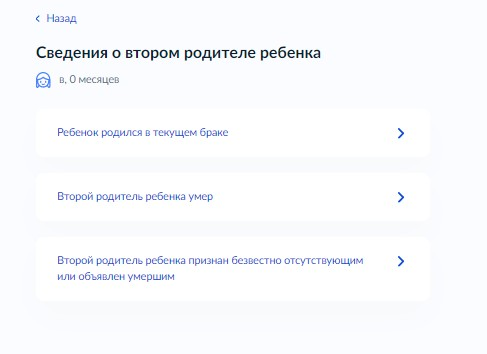 Назад
Сведения о втором родителе ребенка
в, 0 месяцев
Ребенок родился в текущем браке
Второй родитель ребенка умер
Второй родитель ребенка признан безвестно отсутствующим
или объявлен умершим